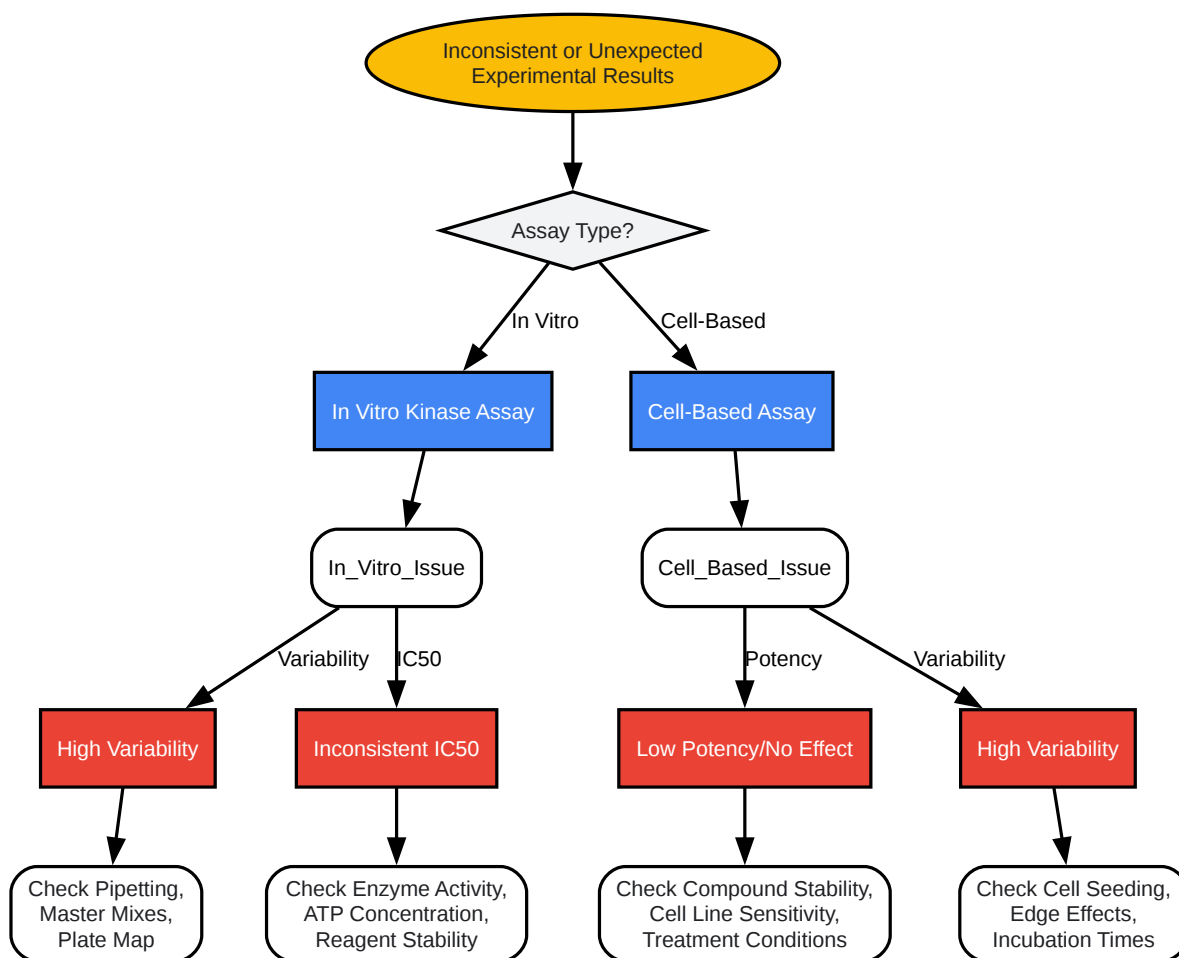 Inconsistent or Unexpected
Experimental Results
Assay Type?
In Vitro
Cell-Based
In Vitro Kinase Assay
Cell-Based Assay
In_Vitro_Issue
Cell_Based_Issue
Variability
IC50
Potency
Variability
High Variability
Inconsistent IC50
Low Potency/No Effect
High Variability
Check Pipetting,
Master Mixes,
Plate Map
Check Enzyme Activity,
ATP Concentration,
Reagent Stability
Check Compound Stability,
Cell Line Sensitivity,
Treatment Conditions
Check Cell Seeding,
Edge Effects,
Incubation Times